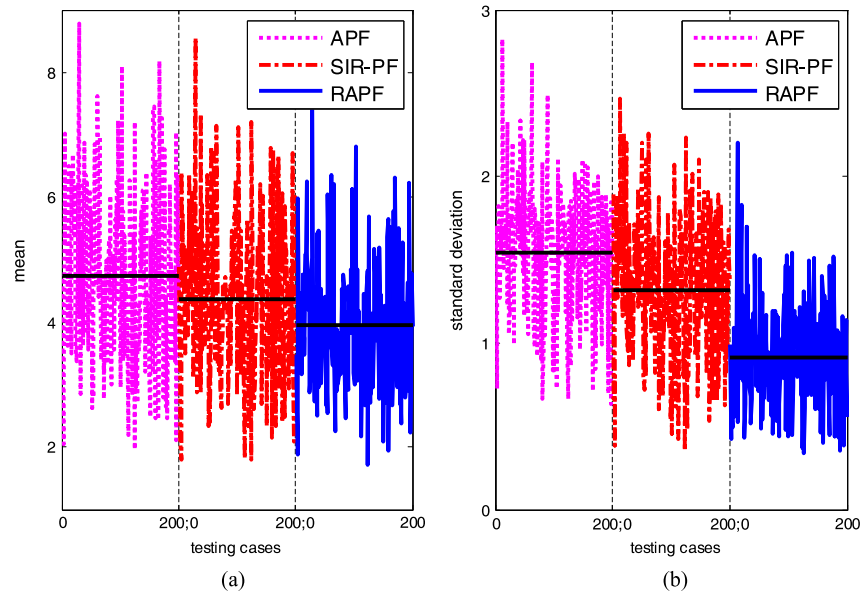 APF
SIR-PF
RAPF
8
6
4
2
mean
0
200;0
200;0
200
testing cases
(a)
APF
SIR-PF
RAPF
3
2
1
0
standard deviation
0
200;0
200;0
200
testing cases
(b)